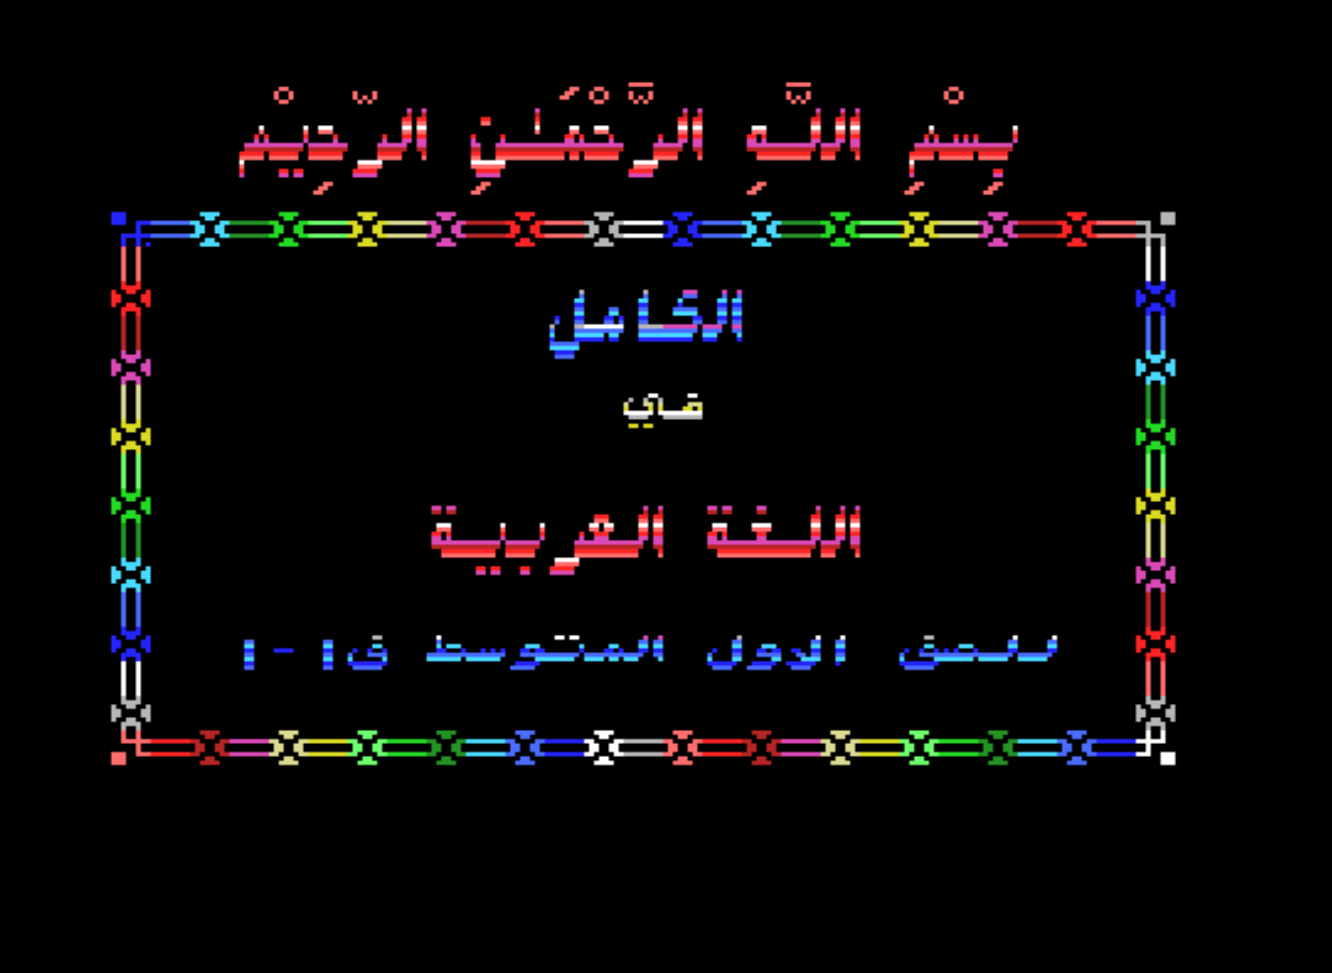 بِسْمِ اللَّهِ الرَّحْمَٰنِ الرَّحِيْم
الكامل
في
اللغة العربية
للصف الاول المتوسط ق١ - ١